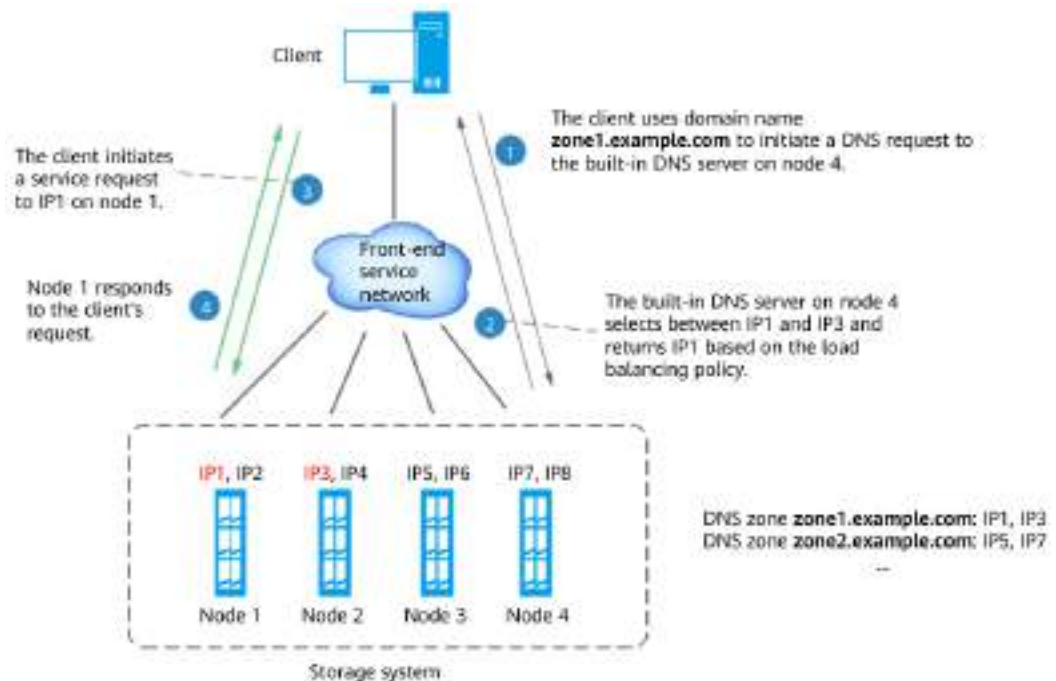 Client
1
The client uses domain name
zone1.example.com to initiate a DNS request to
the built-in DNS server on node 4.
The client initiates
a service request
to IP1 on node 1.
3
Front-end
service
network
Node 1 responds
to the client's
request.
4
2
The built-in DNS server on node 4
selects between IP1 and IP3 and
returns IP1 based on the load
balancing policy.
IP1, IP2
IP3, IP4
IP5, IP6
IP7, IP8
DNS zone zone1.example.com: IP1, IP3
DNS zone zone2.example.com: IP5, IP7
...
Node 1
Node 2
Node 3
Node 4
Storage system